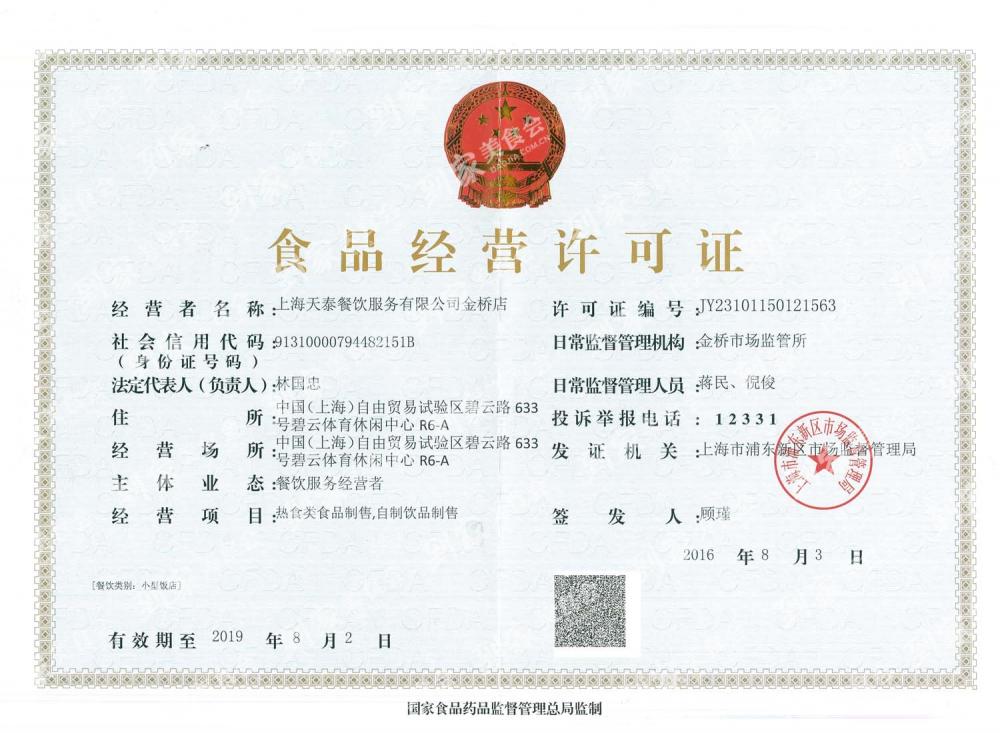 食品经营许可证
经营者名称：上海天泰餐饮服务有限公司金桥店
社会信用代码：91310000794482151B
（身份证号码）
法定代表人（负责人）：林国忠
住所：中国（上海）自由贸易试验区碧云路 633
号碧云体育休闲中心 R6-A
经营场所：中国（上海）自由贸易试验区碧云路 633
号碧云体育休闲中心 R6-A
主体业态：餐饮服务经营者
经营项目：热食类食品制售,自制饮品制售
[餐饮类别：小型饭店]
有效期至 2019 年 8 月 2 日
许可证编号：JY23101150121563
日常监督管理机构：金桥市场监管所
日常监督管理人员：蒋民、倪俊
投诉举报电话：12331
发证机关：上海市浦东新区市场监督管理局
上海市浦东新区市场监督管理局
签发人：顾瑾
2016 年 8 月 3 日
国家食品药品监督管理总局监制
到家美食会
DAOJIA.COM.CN